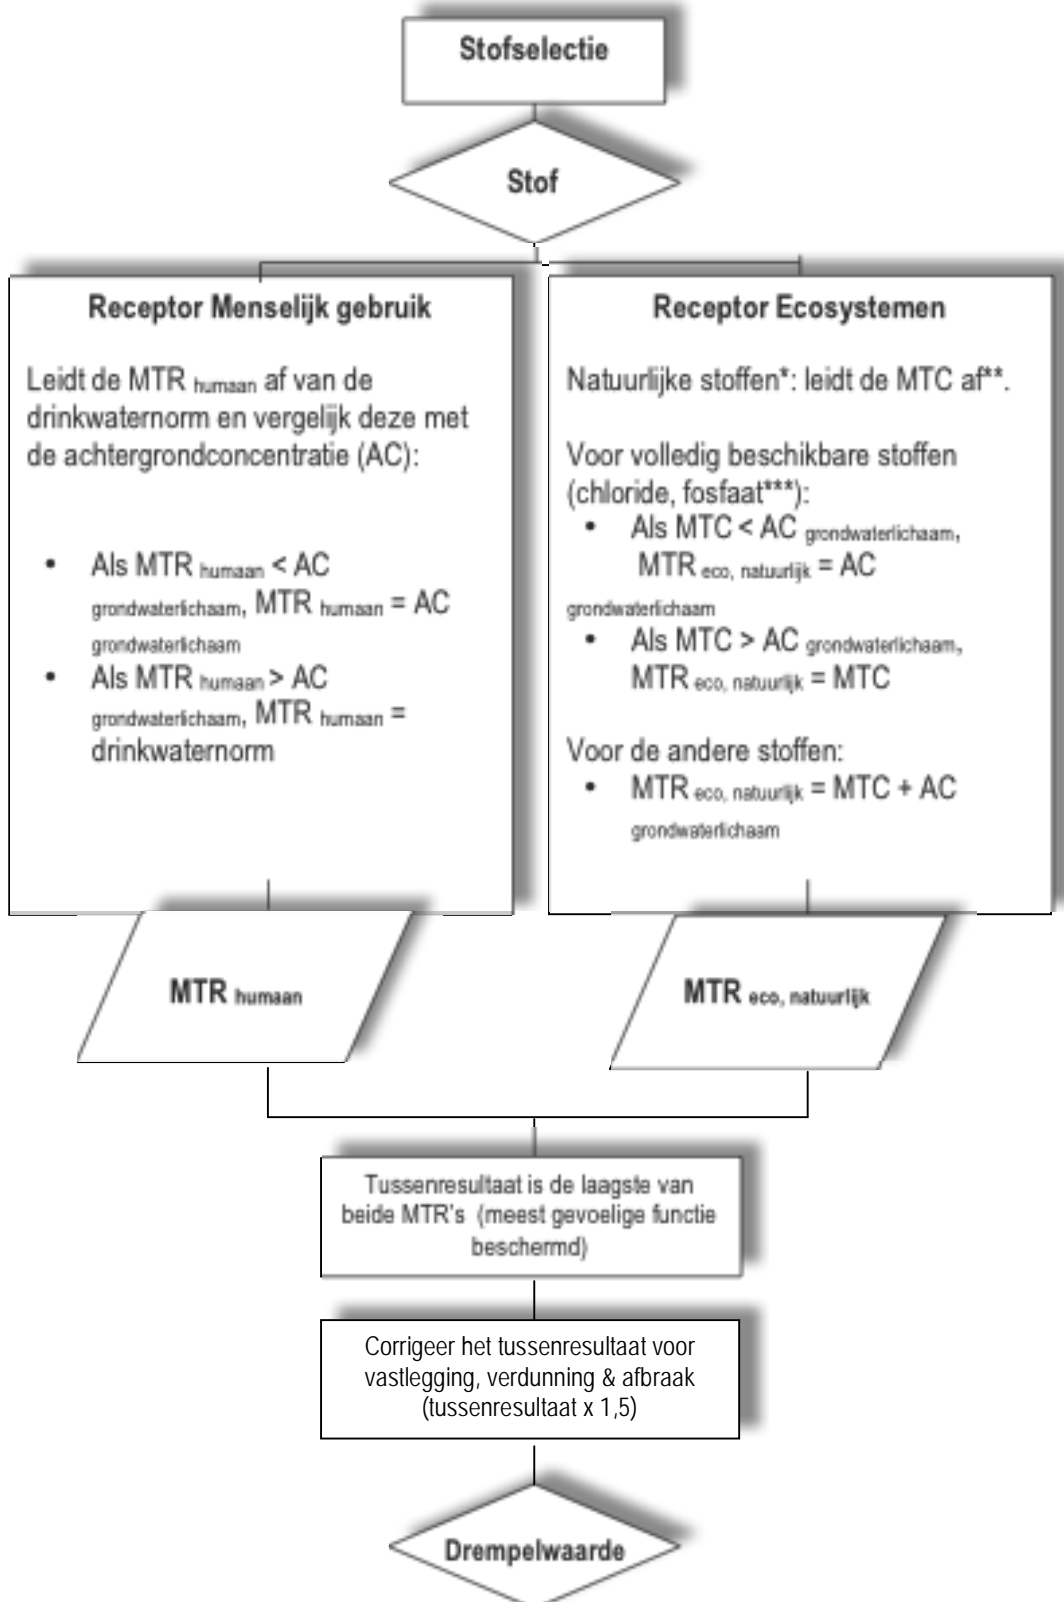 Stofselectie
Stof
Receptor Menselijk gebruik
Leidt de MTR humaan af van de
drinkwaternorm en vergelijk deze met
de achtergrondconcentratie (AC):
• Als MTR humaan < AC
grondwaterlichaam, MTR humaan = AC
grondwaterlichaam
• Als MTR humaan > AC
grondwaterlichaam, MTR humaan =
drinkwaternorm
Receptor Ecosystemen
Natuurlijke stoffen*: leidt de MTC af**.
Voor volledig beschikbare stoffen
(chloride, fosfaat***):
• Als MTC < AC grondwaterlichaam,
MTR eco, natuurlijk = AC
grondwaterlichaam
• Als MTC > AC grondwaterlichaam,
MTR eco, natuurlijk = MTC
Voor de andere stoffen:
• MTR eco, natuurlijk = MTC + AC
grondwaterlichaam
MTR humaan
MTR eco, natuurlijk
Tussenresultaat is de laagste van
beide MTR's (meest gevoelige functie
beschermd)
Corrigeer het tussenresultaat voor
vastlegging, verdunning & afbraak
(tussenresultaat x 1,5)
Drempelwaarde